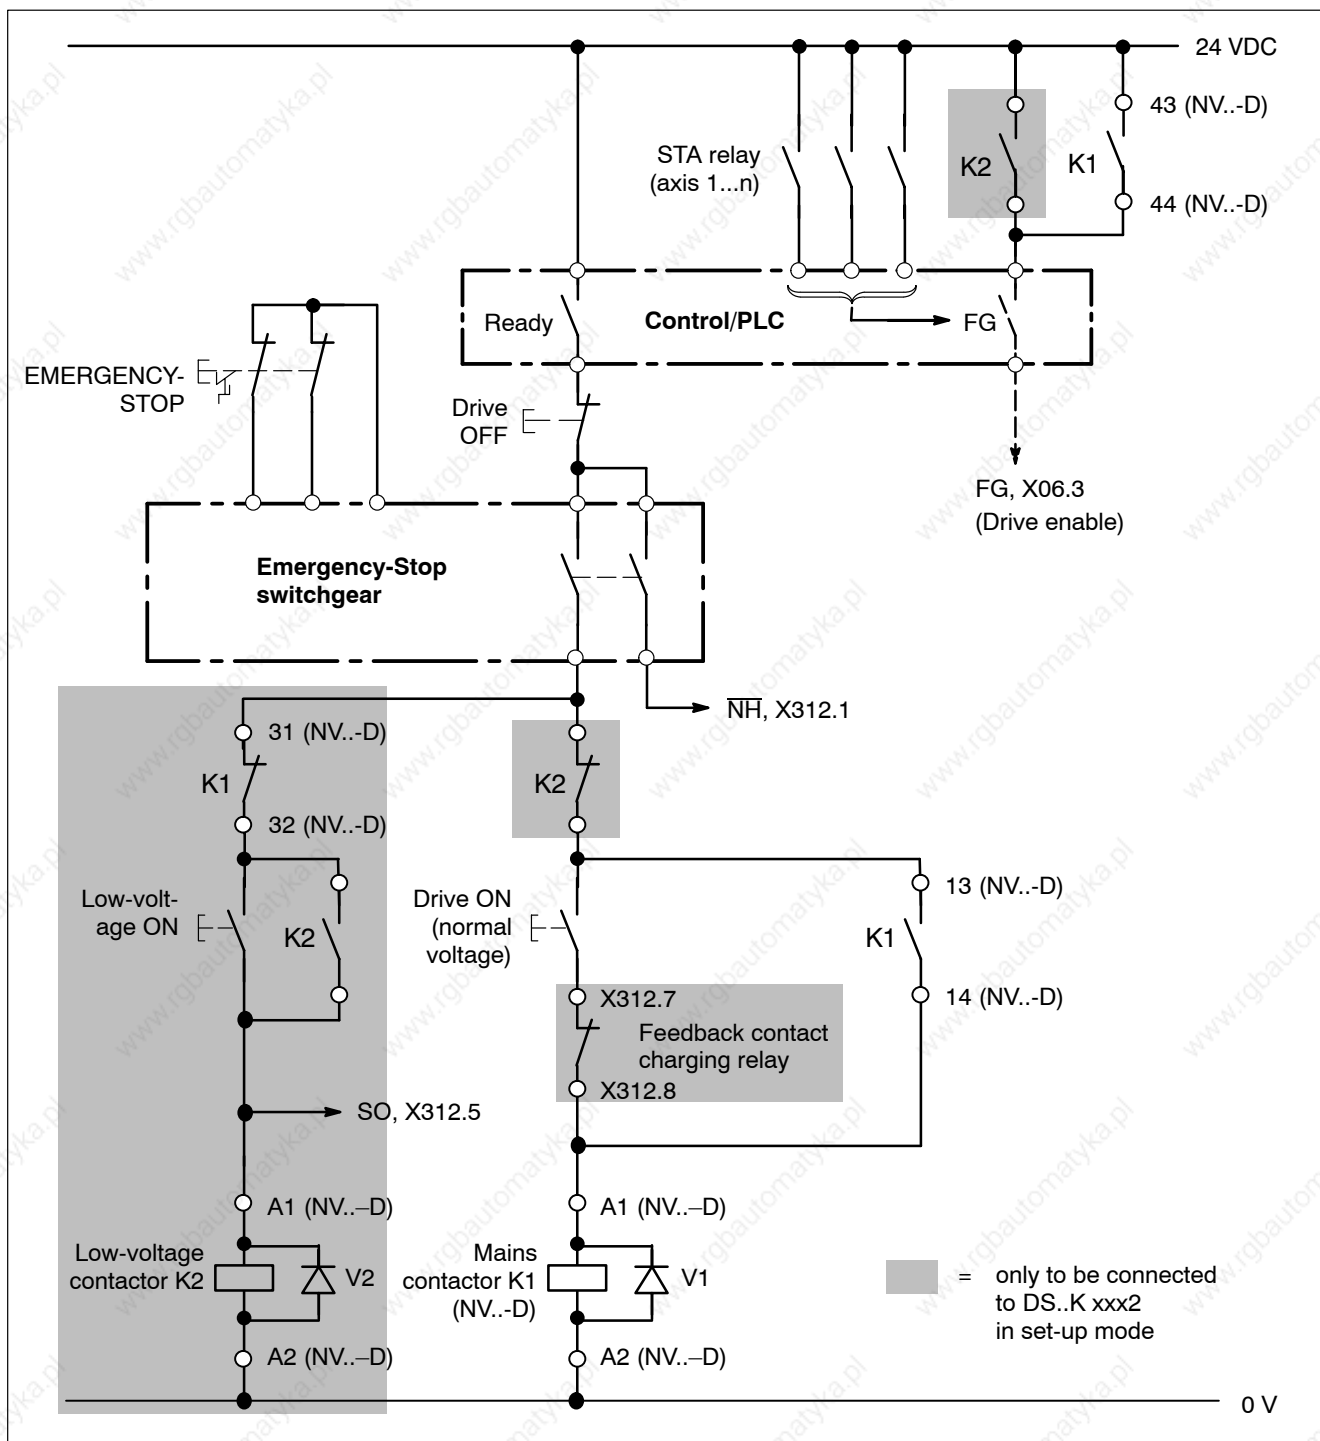 24 VDC
43 (NV..-D)
STA relay
(axis 1...n)
K2
K1
44 (NV..-D)
Ready
Control/PLC
FG
EMERGENCY-
STOP
Drive
OFF
FG, X06.3
(Drive enable)
Emergency-Stop
switchgear
NH, X312.1
31 (NV..-D)
K1
K2
32 (NV..-D)
Low-volt-
age ON
K2
Drive ON
(normal
voltage)
13 (NV..-D)
K1
14 (NV..-D)
X312.7
Feedback contact
charging relay
X312.8
SO, X312.5
A1 (NV..–D)
A1 (NV..–D)
Low-voltage
contactor K2
V2
Mains
contactor K1
(NV..-D)
V1
= only to be connected
to DS..K xxx2
in set-up mode
A2 (NV..–D)
A2 (NV..–D)
0 V
www.rgbautomatyka.pl